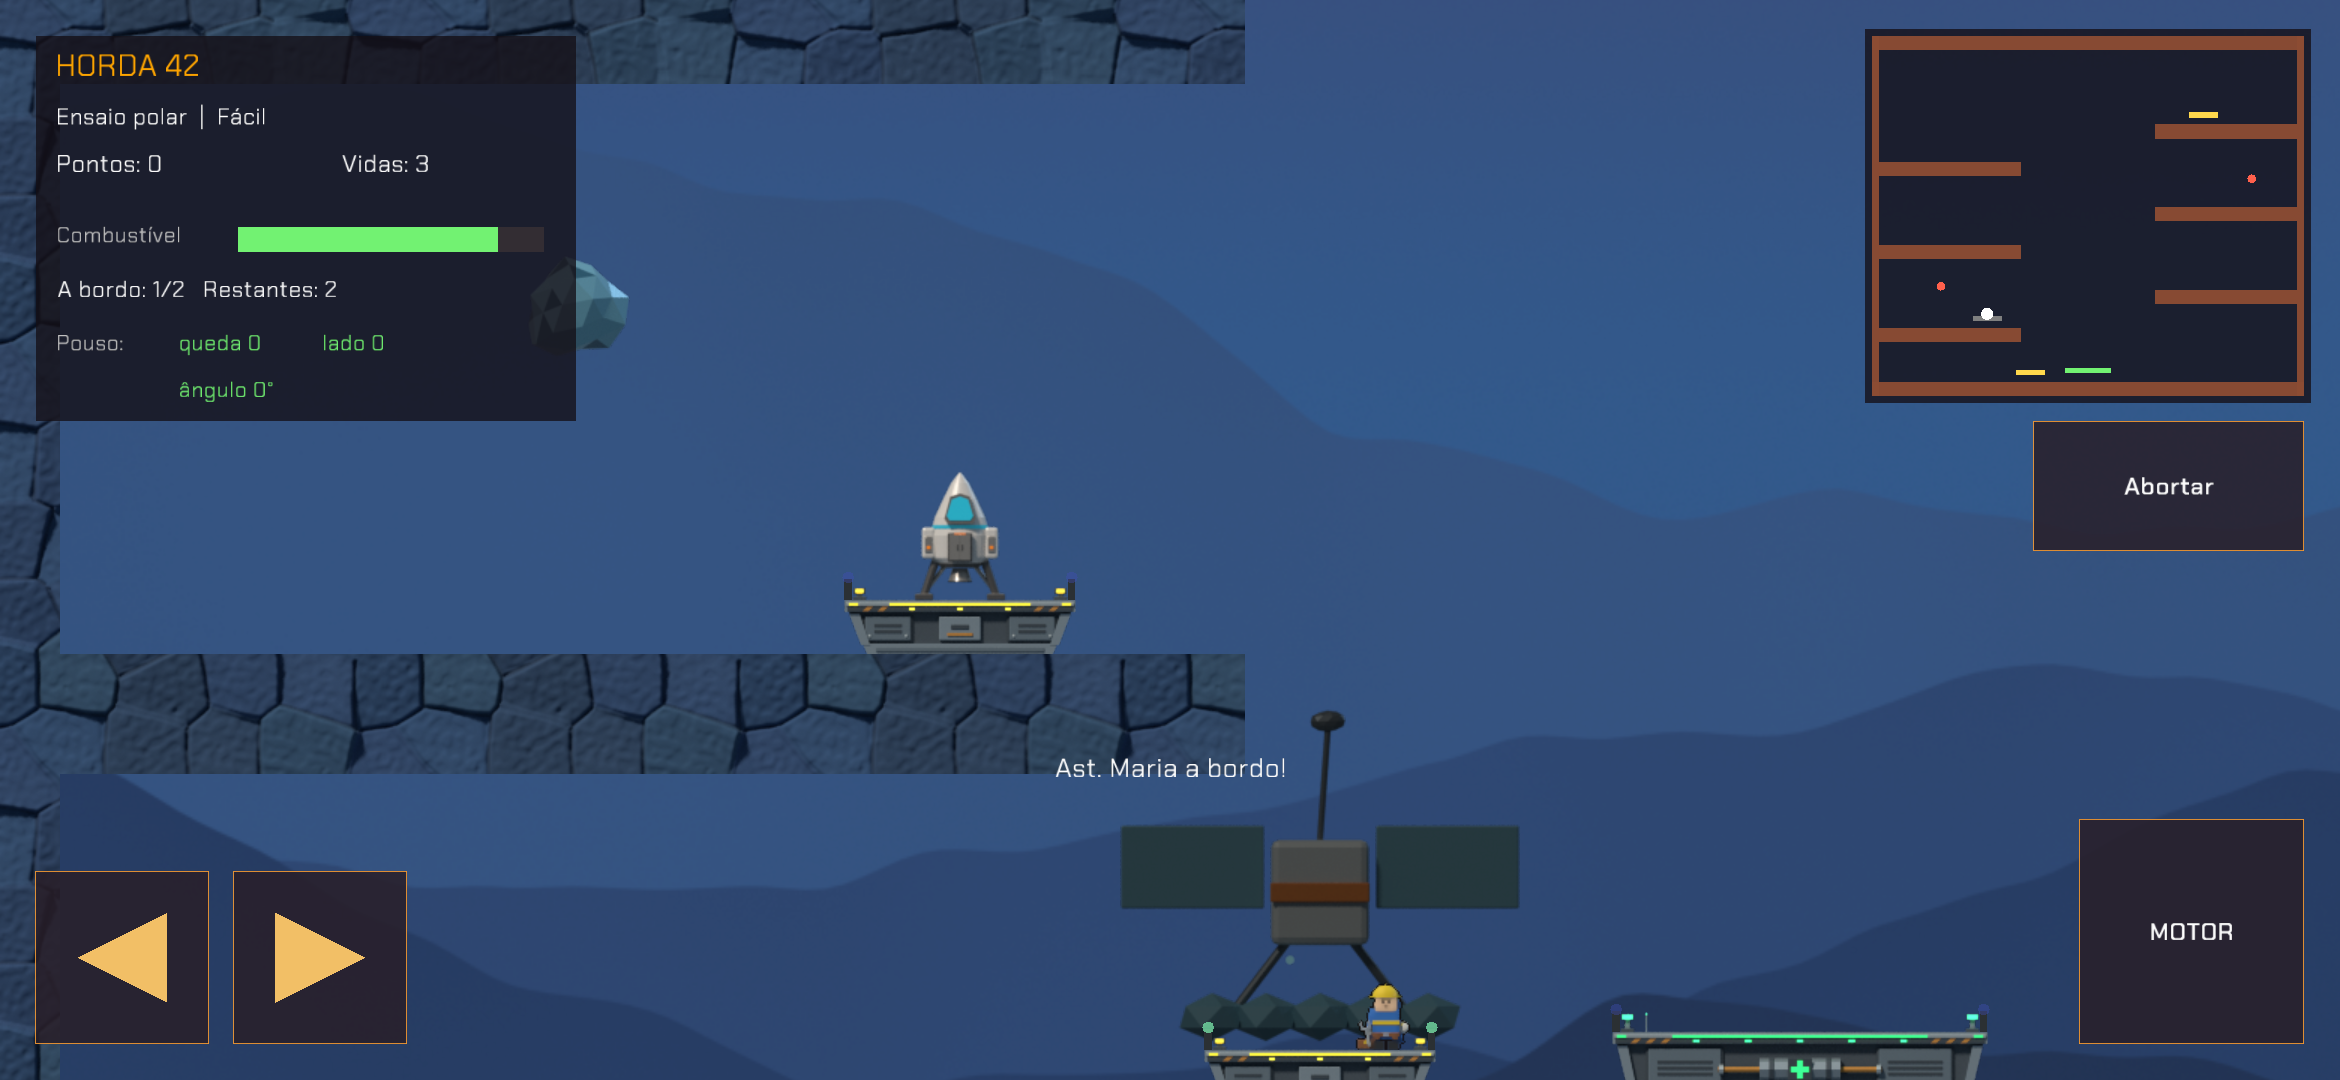 HORDA 42
Ensaio polar | Fácil
Pontos: 0 Vidas: 3
Combustível
A bordo: 1/2 Restantes: 2
Pouso: queda 0 lado 0
ângulo 0°
Abortar
Ast. Maria a bordo!
MOTOR